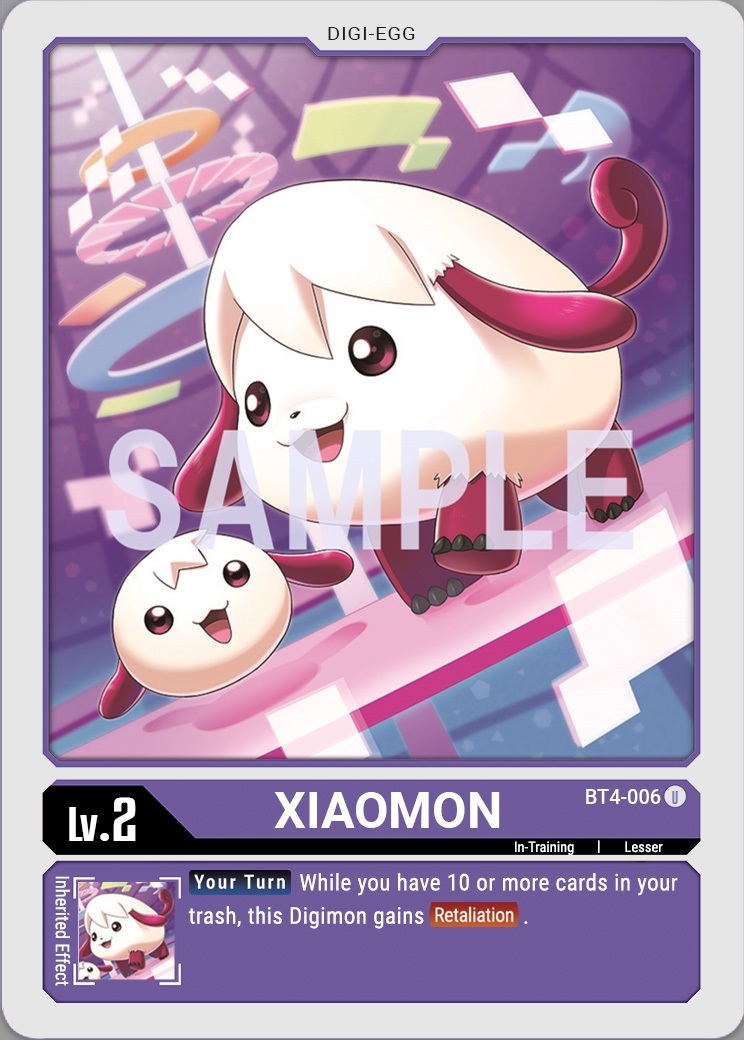 DIGI-EGG
SAMPLE
Lv.2
XIAOMON
BT4-006 U
In-Training | Lesser
Inherited Effect
Your Turn While you have 10 or more cards in your
trash, this Digimon gains Retaliation .